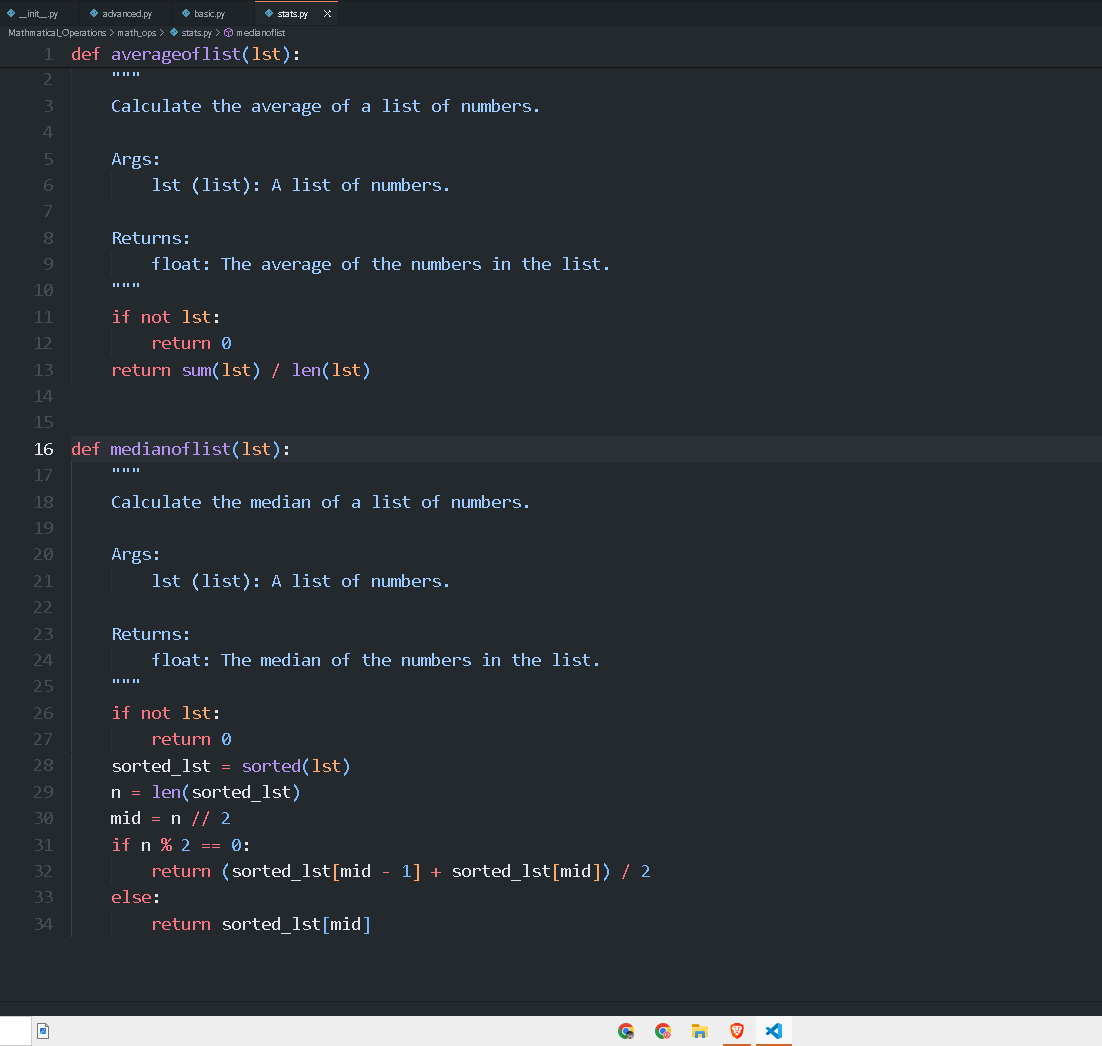 __init__.py advanced.py basic.py stats.py
Mathmatical_Operations > math_ops > stats.py > medianoflist
1 def averageoflist(lst):
2     """
3     Calculate the average of a list of numbers.
4
5     Args:
6         lst (list): A list of numbers.
7
8     Returns:
9         float: The average of the numbers in the list.
10     """
11     if not lst:
12         return 0
13     return sum(lst) / len(lst)
14
15
16 def medianoflist(lst):
17     """
18     Calculate the median of a list of numbers.
19
20     Args:
21         lst (list): A list of numbers.
22
23     Returns:
24         float: The median of the numbers in the list.
25     """
26     if not lst:
27         return 0
28     sorted_lst = sorted(lst)
29     n = len(sorted_lst)
30     mid = n // 2
31     if n % 2 == 0:
32         return (sorted_lst[mid - 1] + sorted_lst[mid]) / 2
33     else:
34         return sorted_lst[mid]